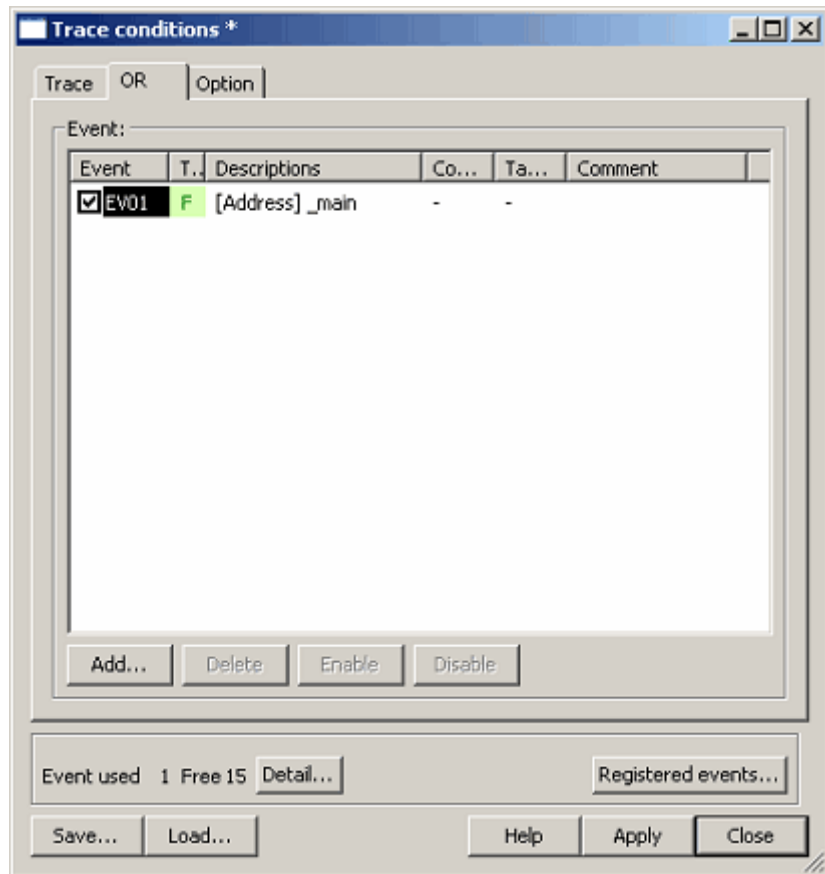 Trace conditions *
Trace OR Option
Event:
Event T.. Descriptions Co... Ta... Comment
EV01 F [Address] _main - -
Add... Delete Enable Disable
Event used 1 Free 15 Detail... Registered events...
Save... Load... Help Apply Close